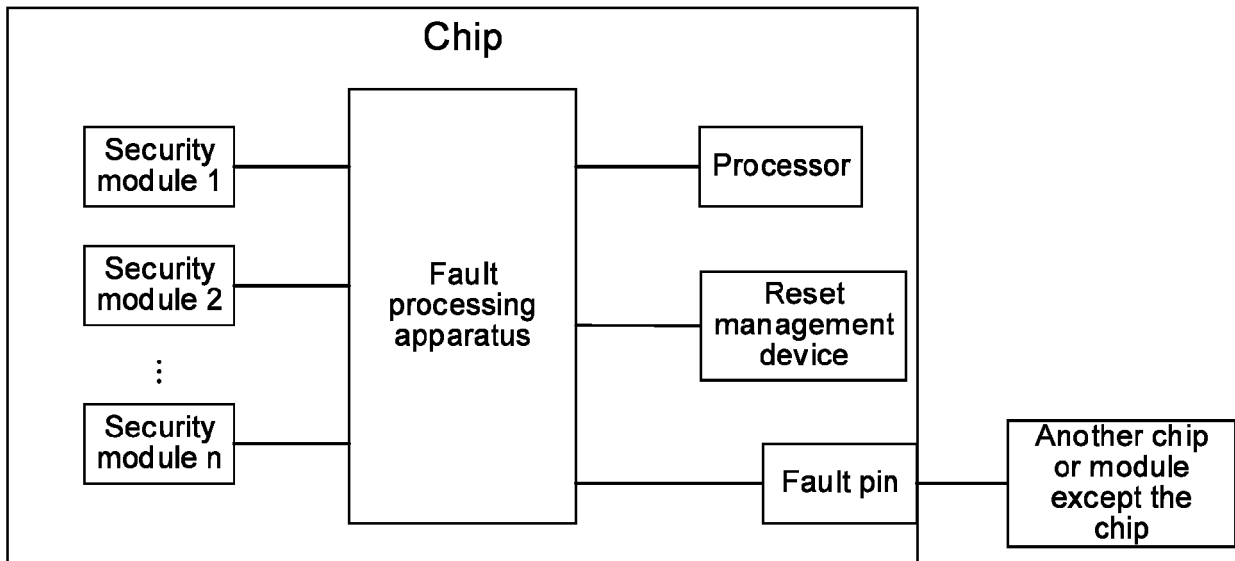 Chip
Security
module 1
Security
module 2
⋮
Security
module n
Fault
processing
apparatus
Processor
Reset
management
device
Fault pin
Another chip
or module
except the
chip